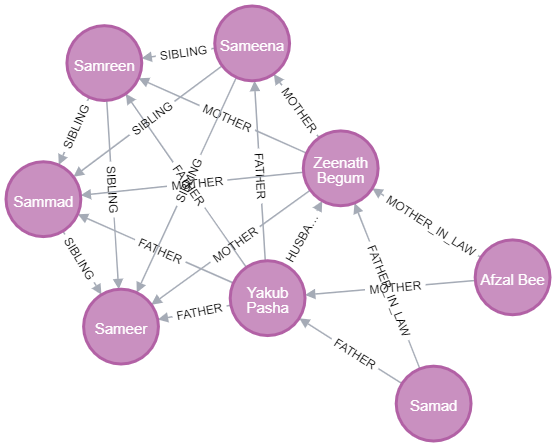 Sameena
Samreen
SIBLING
SIBLING
SIBLING
MOTHER
MOTHER
Zeenath
Begum
SIBLING
SIBLING
FATHER
FATHER
MOTHER
Sammad
MOTHER_IN_LAW
HUSBA...
SIBLING
FATHER
MOTHER
FATHER_IN_LAW
Afzal Bee
MOTHER
Yakub
Pasha
FATHER
Sameer
FATHER
Samad